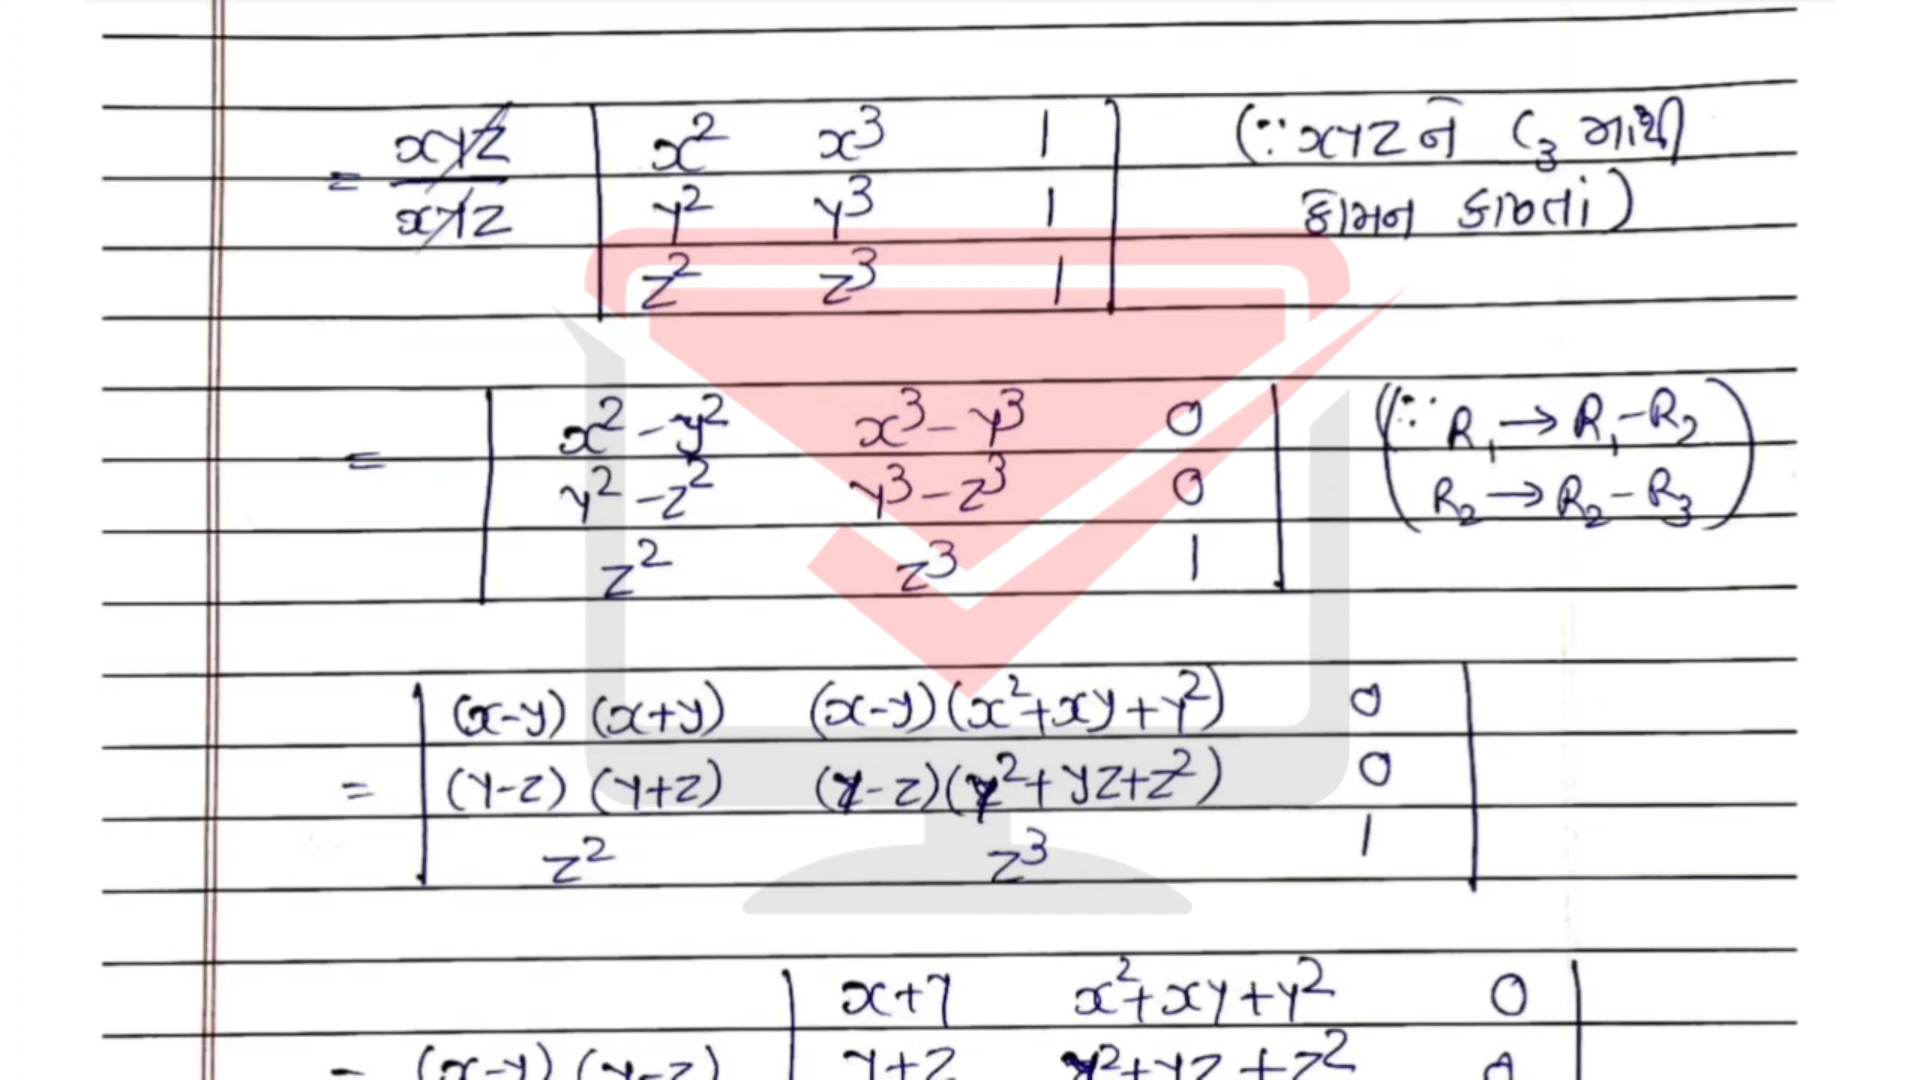 = xyz/xyz | x² x³ 1 | (∵ xyz ને C₃ માંથી
| y² y³ 1 | કોમન કાઢતાં)
| z² z³ 1 |
= | x²-y² x³-y³ 0 | (∵ R₁→R₁-R₂
| y²-z² y³-z³ 0 | R₂→R₂-R₃)
| z² z³ 1 |
| (x-y) (x+y) (x-y)(x²+xy+y²) 0 |
= | (y-z) (y+z) (y-z)(y²+yz+z²) 0 |
| z² z³ 1 |
| x+y x²+xy+y² 0 |
= (x-y) (y-z) | y+z y²+yz+z² 0